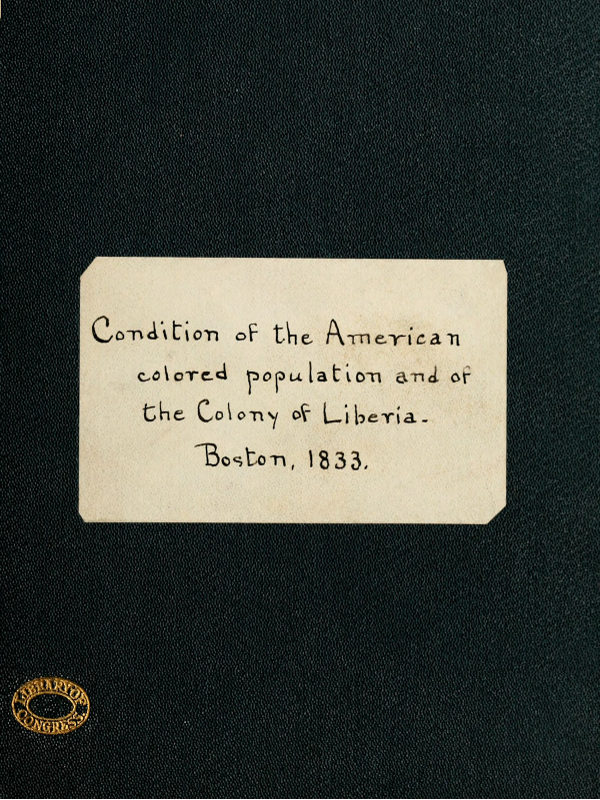 Condition of the American
colored population and of
the Colony of Liberia.
Boston, 1833.
LIBRARY OF
CONGRESS.